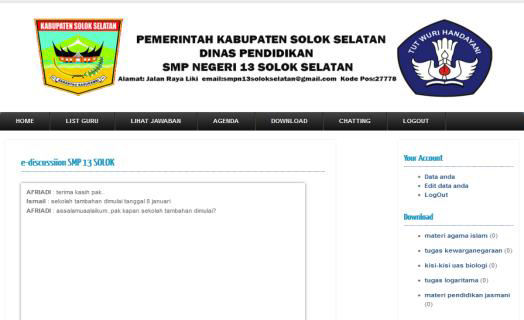 KABUPATEN SOLOK SELATAN
PEMERINTAH KABUPATEN SOLOK SELATAN
DINAS PENDIDIKAN
SMP NEGERI 13 SOLOK SELATAN
Alamat: Jalan Raya Liki email:smpn13solokselatan@gmail.com Kode Pos:27778
TUT WURI HANDAYANI
HOME LIST GURU LIHAT JAWABAN AGENDA DOWNLOAD CHATTING LOGOUT
e-discussiion SMP 13 SOLOK
AFRIADI : terima kasih pak..
Ismail : sekolah tambahan dimulai tanggal 8 januari
AFRIADI : assalamualaikum..pak kapan sekolah tambahan dimulai?
Your Account
Data anda
Edit data anda
LogOut
Download
materi agama islam (0)
tugas kewarganegaraan (0)
kisi-kisi uas biologi (0)
tugas logaritama (0)
materi pendidikan jasmani (0)